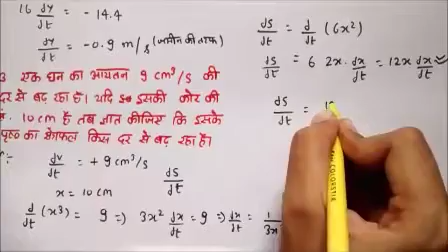 16 dy/dt = -14.4
dy/dt = -0.9 m/s (जमीन की तरफ)
3 एक घन का आयतन 9 cm³/s की
दर से बढ़ रहा है। यदि इसकी कोर की
10 cm है तब ज्ञात कीजिए कि इसके
पृष्ठ का क्षेत्रफल किस दर से बढ़ रहा है।
dv/dt = +9 cm³/s
ds/dt
x = 10 cm
d/dt (x³) = 9 => 3x² dx/dt = 9 => dx/dt = 1/3x
ds/dt = d/dt (6x²)
ds/dt = 6 2x · dx/dt = 12x dx/dt
ds/dt =